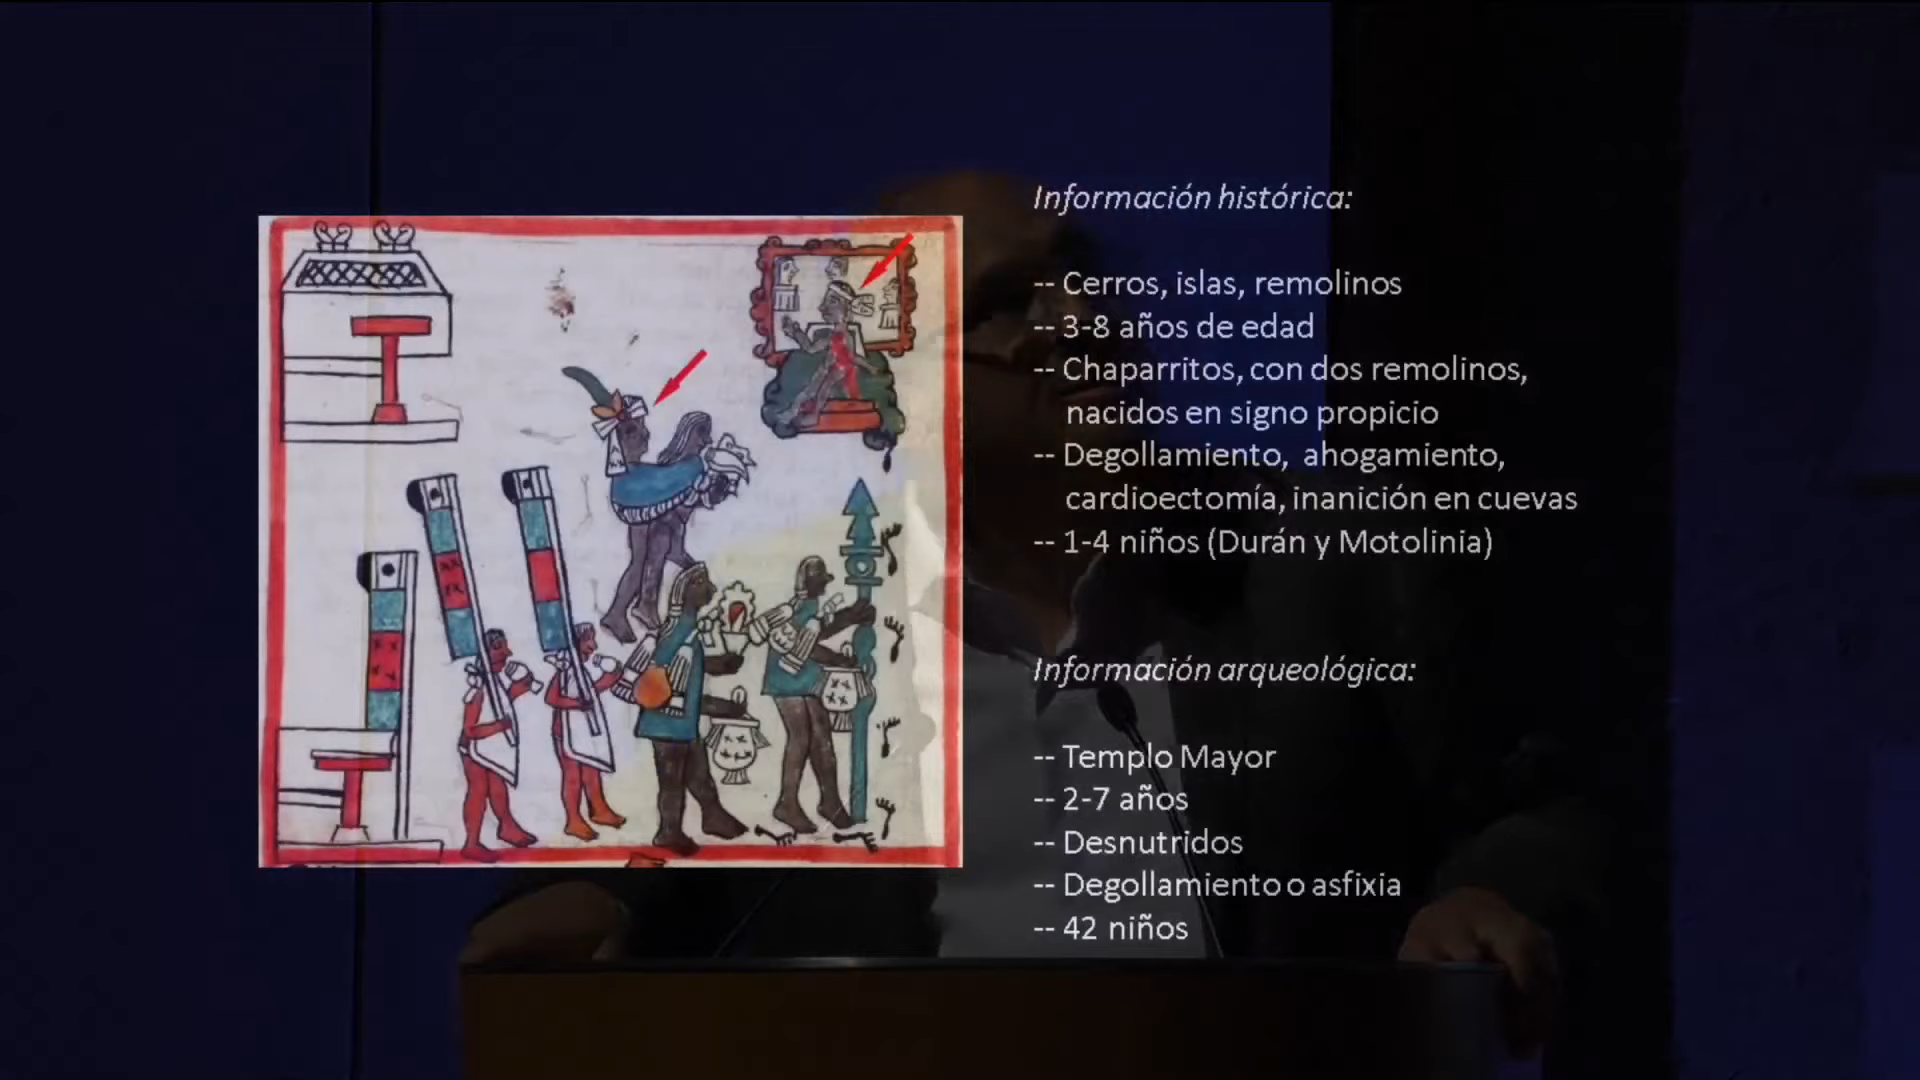 Información histórica:
-- Cerros, islas, remolinos
-- 3-8 años de edad
-- Chaparritos, con dos remolinos,
nacidos en signo propicio
-- Degollamiento, ahogamiento,
cardioectomía, inanición en cuevas
-- 1-4 niños (Durán y Motolinia)
Información arqueológica:
-- Templo Mayor
-- 2-7 años
-- Desnutridos
-- Degollamiento o asfixia
-- 42 niños